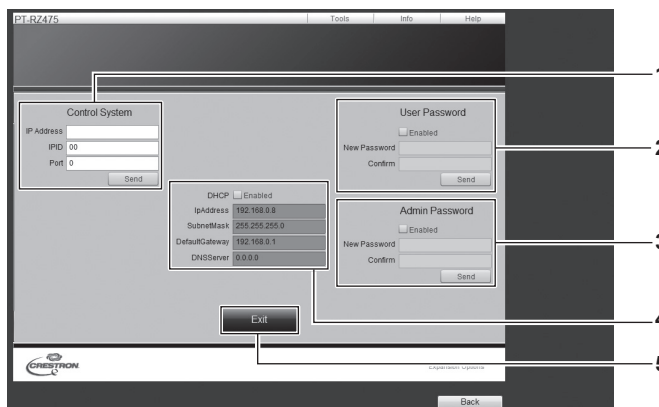 PT-RZ475
Tools Info Help
1
Control System
IP Address
IPID 00
Port 0
Send
User Password
Enabled
New Password
Confirm
Send
2
DHCP Enabled
IpAddress 192.168.0.8
SubnetMask 255.255.255.0
DefaultGateway 192.168.0.1
DNSServer 0.0.0.0
Admin Password
Enabled
New Password
Confirm
Send
3
4
Exit
5
CRESTRON
Expansion Options
Back